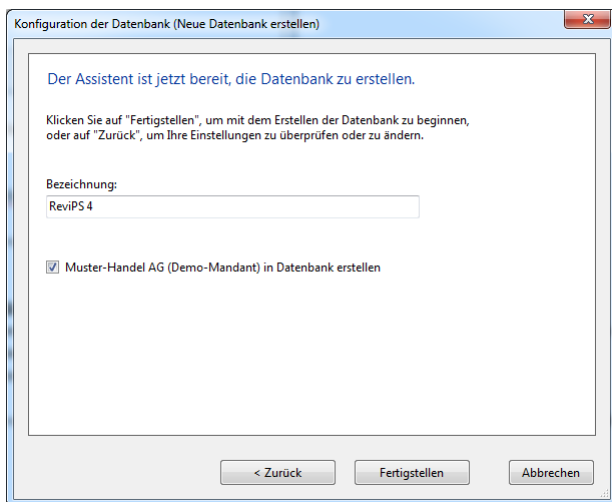 Konfiguration der Datenbank (Neue Datenbank erstellen)
Der Assistent ist jetzt bereit, die Datenbank zu erstellen.
Klicken Sie auf "Fertigstellen", um mit dem Erstellen der Datenbank zu beginnen,
oder auf "Zurück", um Ihre Einstellungen zu überprüfen oder zu ändern.
Bezeichnung:
ReviPS 4
Muster-Handel AG (Demo-Mandant) in Datenbank erstellen
< Zurück
Fertigstellen
Abbrechen